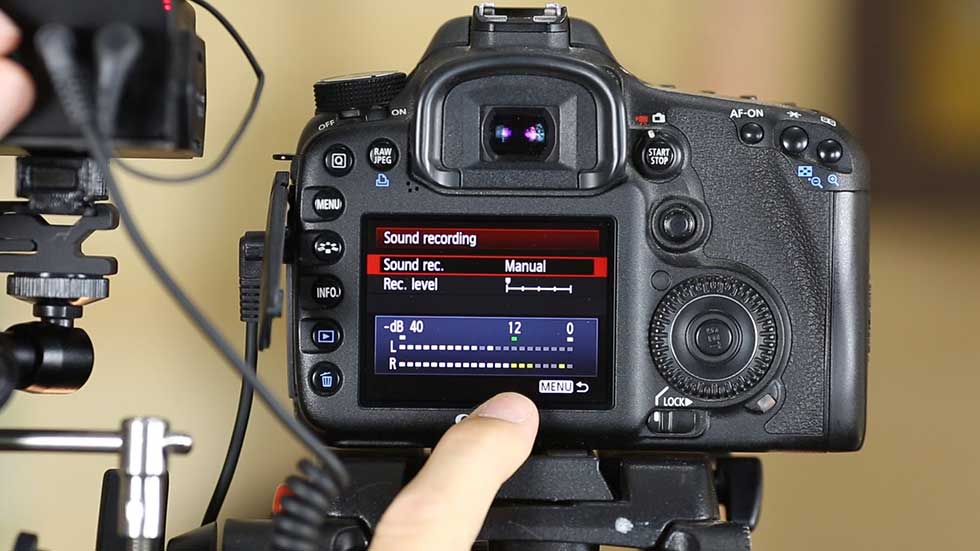 OFF ON
RAW
JPEG
Q
MENU
INFO.
START
STOP
AF-ON
Sound recording
Sound rec. Manual
Rec. level
-dB 40 12 0
L
R
MENU
SET
LOCK